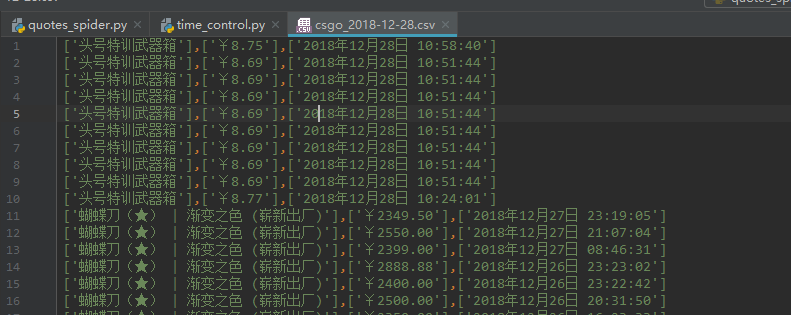 quotes_spider.py × time_control.py × csgo_2018-12-28.csv ×
1 ['头号特训武器箱'],['￥8.75'],['2018年12月28日 10:58:40']
2 ['头号特训武器箱'],['￥8.69'],['2018年12月28日 10:51:44']
3 ['头号特训武器箱'],['￥8.69'],['2018年12月28日 10:51:44']
4 ['头号特训武器箱'],['￥8.69'],['2018年12月28日 10:51:44']
5 ['头号特训武器箱'],['￥8.69'],['2018年12月28日 10:51:44']
6 ['头号特训武器箱'],['￥8.69'],['2018年12月28日 10:51:44']
7 ['头号特训武器箱'],['￥8.69'],['2018年12月28日 10:51:44']
8 ['头号特训武器箱'],['￥8.69'],['2018年12月28日 10:51:44']
9 ['头号特训武器箱'],['￥8.69'],['2018年12月28日 10:51:44']
10 ['头号特训武器箱'],['￥8.77'],['2018年12月28日 10:24:01']
11 ['蝴蝶刀（★） | 渐变之色 (崭新出厂)'],['￥2349.50'],['2018年12月27日 23:19:05']
12 ['蝴蝶刀（★） | 渐变之色 (崭新出厂)'],['￥2550.00'],['2018年12月27日 21:07:04']
13 ['蝴蝶刀（★） | 渐变之色 (崭新出厂)'],['￥2399.00'],['2018年12月27日 08:46:31']
14 ['蝴蝶刀（★） | 渐变之色 (崭新出厂)'],['￥2888.88'],['2018年12月26日 23:23:02']
15 ['蝴蝶刀（★） | 渐变之色 (崭新出厂)'],['￥2400.00'],['2018年12月26日 23:22:42']
16 ['蝴蝶刀（★） | 渐变之色 (崭新出厂)'],['￥2500.00'],['2018年12月26日 20:31:50']